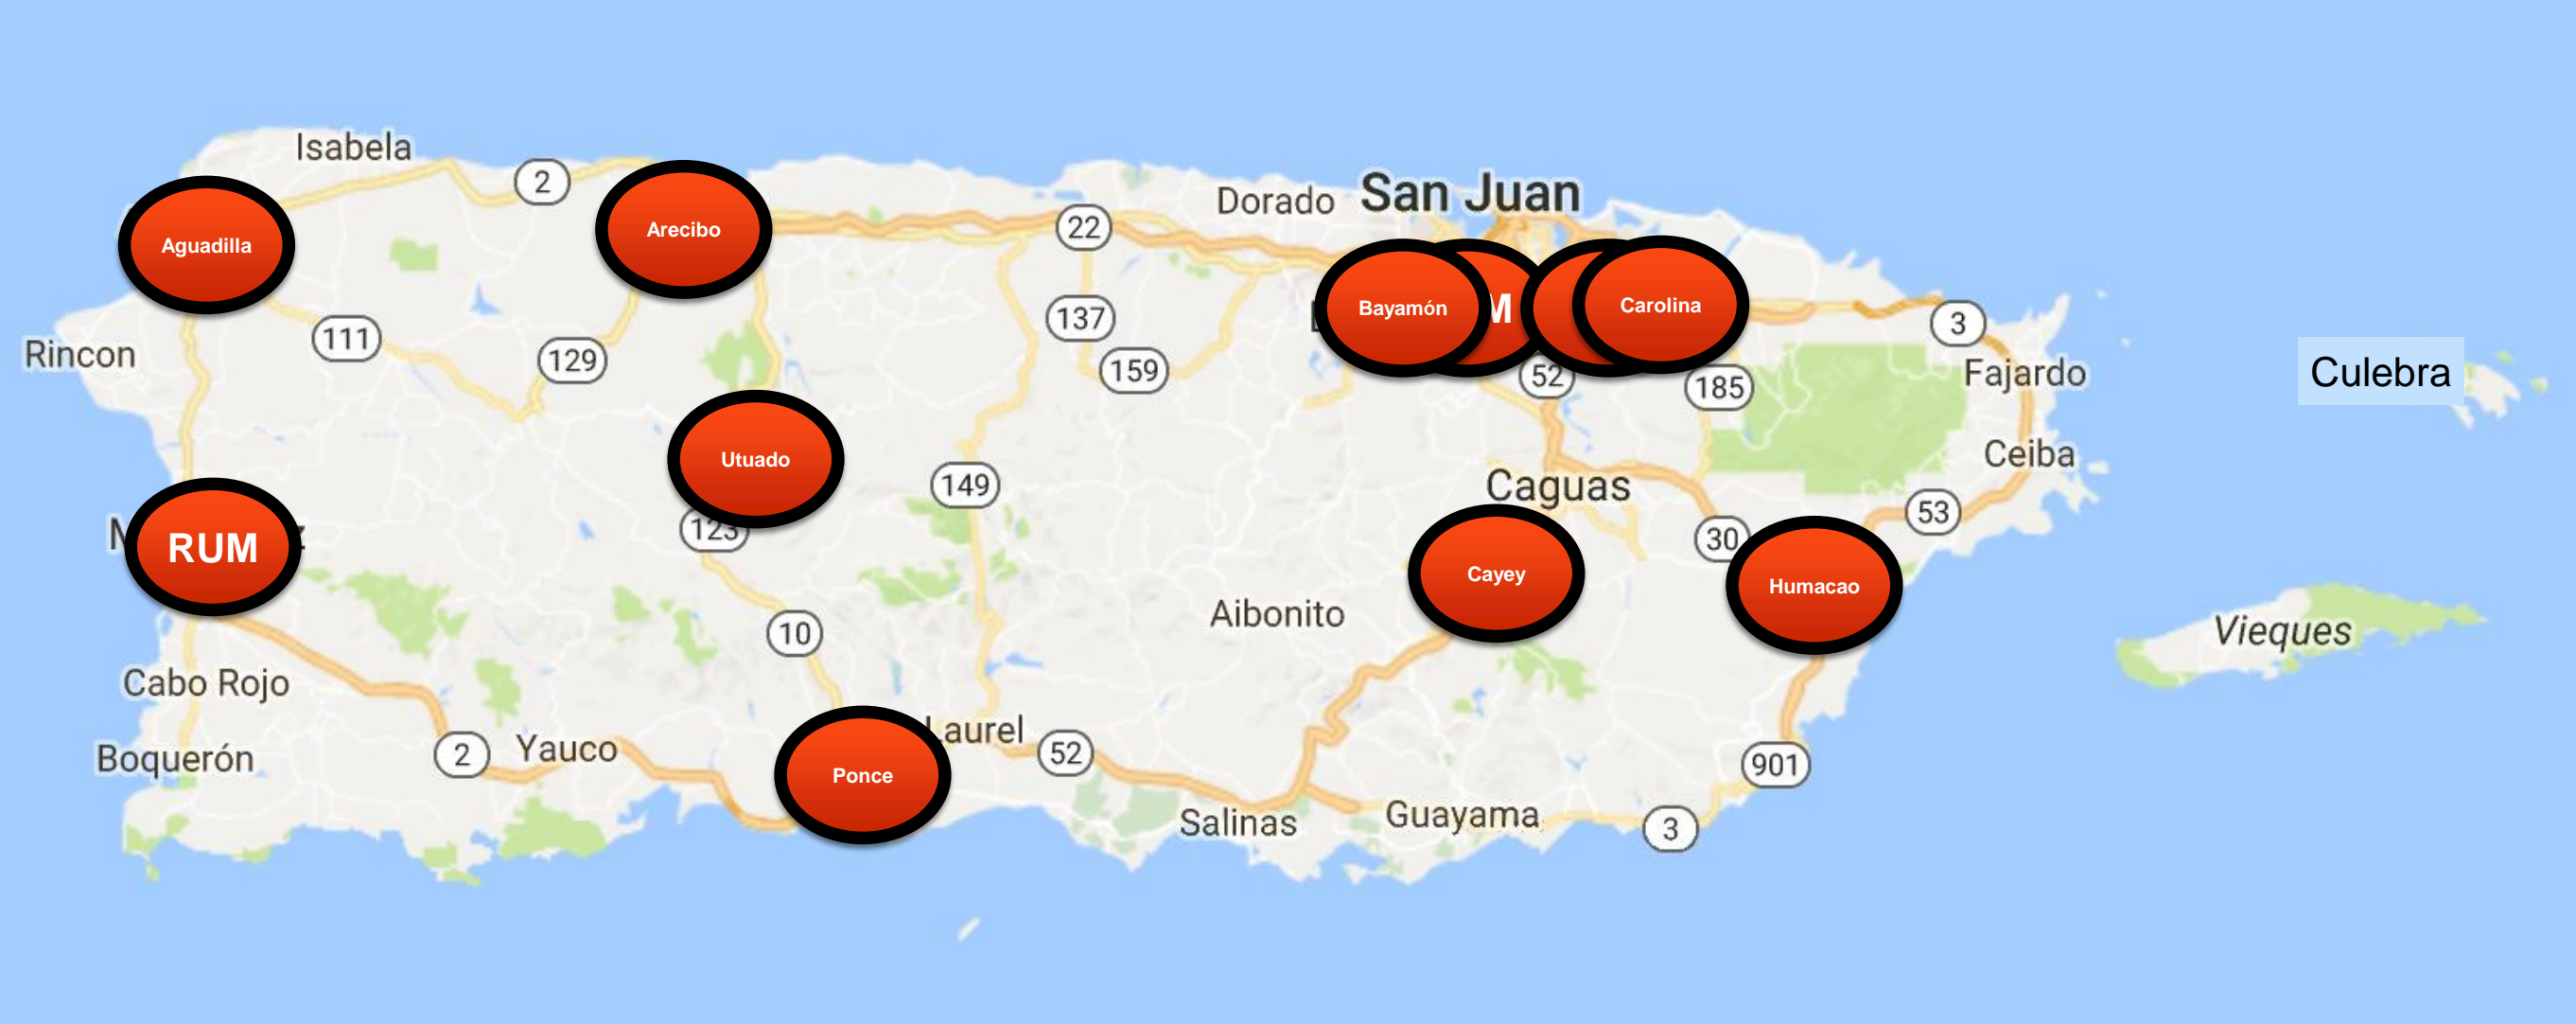 Isabela
2
Aguadilla
Arecibo
22
Dorado
San Juan
Bayamón
M
Carolina
3
Rincon
111
129
137
159
52
185
Fajardo
Culebra
Utuado
123
149
Caguas
Ceiba
53
30
RUM
Cayey
Humacao
10
Aibonito
Vieques
Cabo Rojo
Boquerón
2
Yauco
Ponce
Laurel
52
901
Salinas
Guayama
3